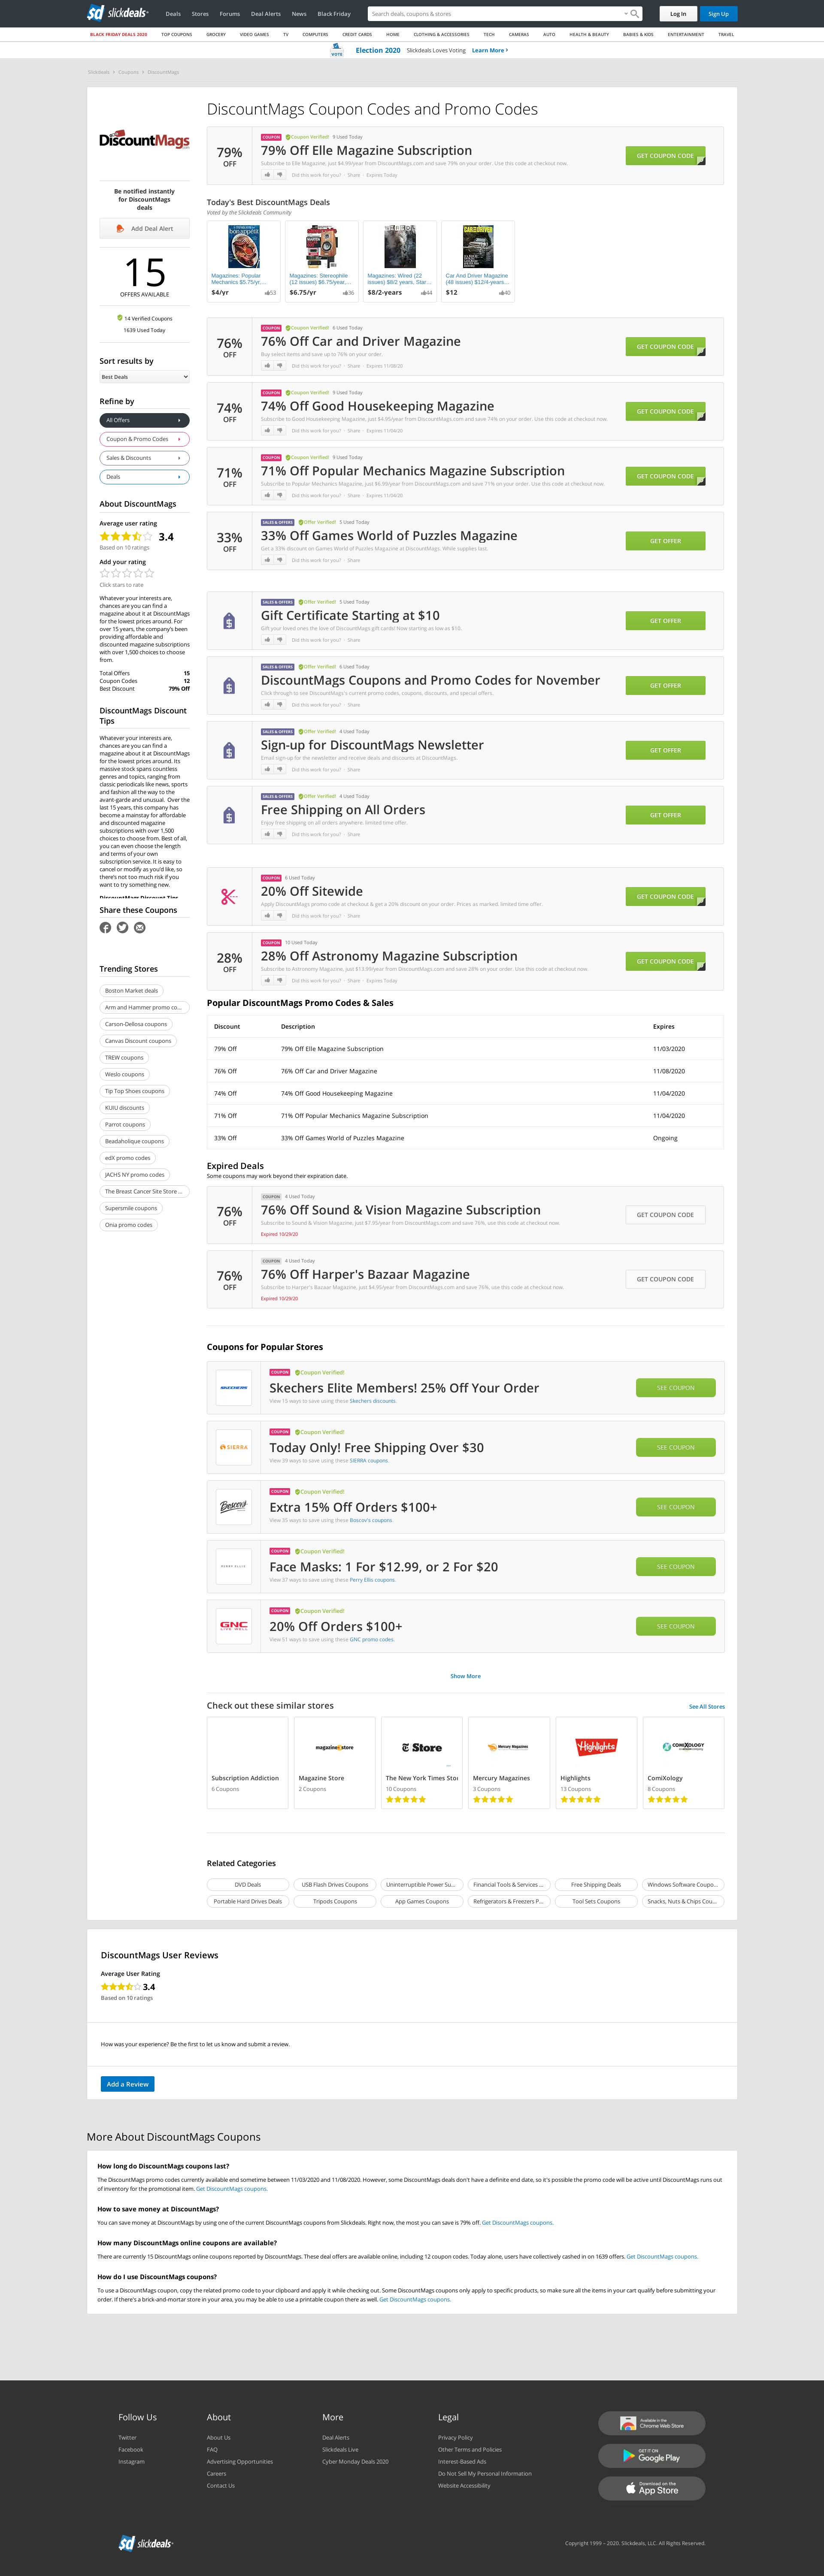 slickdeals
Deals Stores Forums Deal Alerts News Black Friday
Search deals, coupons & stores
Log In Sign Up
BLACK FRIDAY DEALS 2020 TOP COUPONS GROCERY VIDEO GAMES TV COMPUTERS CREDIT CARDS HOME CLOTHING & ACCESSORIES TECH CAMERAS AUTO HEALTH & BEAUTY BABIES & KIDS ENTERTAINMENT TRAVEL
VOTE Election 2020 Slickdeals Loves Voting Learn More ›
Slickdeals › Coupons › DiscountMags
DiscountMags
Be notified instantly
for DiscountMags
deals
Add Deal Alert
15
OFFERS AVAILABLE
14 Verified Coupons
1639 Used Today
Sort results by
Best Deals
Refine by
All Offers
Coupon & Promo Codes
Sales & Discounts
Deals
About DiscountMags
Average user rating
3.4
Based on 10 ratings
Add your rating
Click stars to rate
Whatever your interests are,
chances are you can find a
magazine about it at DiscountMags
for the lowest prices around. For
over 15 years, the company's been
providing affordable and
discounted magazine subscriptions
with over 1,500 choices to choose
from.
Total Offers 15
Coupon Codes 12
Best Discount 79% Off
DiscountMags Discount
Tips
Whatever your interests are,
chances are you can find a
magazine about it at DiscountMags
for the lowest prices around. Its
massive stock spans countless
genres and topics, ranging from
classic periodicals like news, sports
and fashion all the way to the
avant-garde and unusual. Over the
last 15 years, this company has
become a mainstay for affordable
and discounted magazine
subscriptions with over 1,500
choices to choose from. Best of all,
you can even choose the length
and terms of your own
subscription service. It is easy to
cancel or modify as you'd like, so
there's not too much risk if you
want to try something new.
DiscountMags Discount Tips
Share these Coupons
Trending Stores
Boston Market deals
Arm and Hammer promo co...
Carson-Dellosa coupons
Canvas Discount coupons
TREW coupons
Weslo coupons
Tip Top Shoes coupons
KUIU discounts
Parrot coupons
Beadaholique coupons
edX promo codes
JACHS NY promo codes
The Breast Cancer Site Store ...
Supersmile coupons
Onia promo codes
DiscountMags Coupon Codes and Promo Codes
79% OFF
COUPON Coupon Verified! 9 Used Today
79% Off Elle Magazine Subscription
Subscribe to Elle Magazine, just $4.99/year from DiscountMags.com and save 79% on your order. Use this code at checkout now.
Did this work for you? · Share · Expires Today
GET COUPON CODE
Today's Best DiscountMags Deals
Voted by the Slickdeals Community
Magazines: Popular Mechanics $5.75/yr,...
$4/yr 53
Magazines: Stereophile (12 issues) $6.75/year,...
$6.75/yr 36
Magazines: Wired (22 issues) $8/2 years, Star...
$8/2-years 44
Car And Driver Magazine (48 issues) $12/4-years...
$12 40
76% OFF
COUPON Coupon Verified! 6 Used Today
76% Off Car and Driver Magazine
Buy select items and save up to 76% on your order.
Did this work for you? · Share · Expires 11/08/20
GET COUPON CODE
74% OFF
COUPON Coupon Verified! 9 Used Today
74% Off Good Housekeeping Magazine
Subscribe to Good Housekeeping Magazine, just $4.95/year from DiscountMags.com and save 74% on your order. Use this code at checkout now.
Did this work for you? · Share · Expires 11/04/20
GET COUPON CODE
71% OFF
COUPON Coupon Verified! 9 Used Today
71% Off Popular Mechanics Magazine Subscription
Subscribe to Popular Mechanics Magazine, just $6.99/year from DiscountMags.com and save 71% on your order. Use this code at checkout now.
Did this work for you? · Share · Expires 11/04/20
GET COUPON CODE
33% OFF
SALES & OFFERS Offer Verified! 5 Used Today
33% Off Games World of Puzzles Magazine
Get a 33% discount on Games World of Puzzles Magazine at DiscountMags. While supplies last.
Did this work for you? · Share
GET OFFER
SALES & OFFERS Offer Verified! 5 Used Today
Gift Certificate Starting at $10
Gift your loved ones the love of DiscountMags gift cards! Now starting as low as $10.
Did this work for you? · Share
GET OFFER
SALES & OFFERS Offer Verified! 6 Used Today
DiscountMags Coupons and Promo Codes for November
Click through to see DiscountMags's current promo codes, coupons, discounts, and special offers.
Did this work for you? · Share
GET OFFER
SALES & OFFERS Offer Verified! 4 Used Today
Sign-up for DiscountMags Newsletter
Email sign-up for the newsletter and receive deals and discounts at DiscountMags.
Did this work for you? · Share
GET OFFER
SALES & OFFERS Offer Verified! 4 Used Today
Free Shipping on All Orders
Enjoy free shipping on all orders anywhere, limited time offer.
Did this work for you? · Share
GET OFFER
COUPON 6 Used Today
20% Off Sitewide
Apply DiscountMags promo code at checkout & get a 20% discount on your order. Prices as marked, limited time offer.
Did this work for you? · Share
GET COUPON CODE
28% OFF
COUPON 10 Used Today
28% Off Astronomy Magazine Subscription
Subscribe to Astronomy Magazine, just $13.99/year from DiscountMags.com and save 28% on your order. Use this code at checkout now.
Did this work for you? · Share · Expires Today
GET COUPON CODE
Popular DiscountMags Promo Codes & Sales
Discount Description Expires
79% Off 79% Off Elle Magazine Subscription 11/03/2020
76% Off 76% Off Car and Driver Magazine 11/08/2020
74% Off 74% Off Good Housekeeping Magazine 11/04/2020
71% Off 71% Off Popular Mechanics Magazine Subscription 11/04/2020
33% Off 33% Off Games World of Puzzles Magazine Ongoing
Expired Deals
Some coupons may work beyond their expiration date.
76% OFF
COUPON 4 Used Today
76% Off Sound & Vision Magazine Subscription
Subscribe to Sound & Vision Magazine, just $7.95/year from DiscountMags.com and save 76%, use this code at checkout now.
Expired 10/29/20
GET COUPON CODE
76% OFF
COUPON 4 Used Today
76% Off Harper's Bazaar Magazine
Subscribe to Harper's Bazaar Magazine, just $4.95/year from DiscountMags.com and save 76%, use this code at checkout now.
Expired 10/29/20
GET COUPON CODE
Coupons for Popular Stores
SKECHERS
COUPON Coupon Verified!
Skechers Elite Members! 25% Off Your Order
View 15 ways to save using these Skechers discounts.
SEE COUPON
SIERRA
COUPON Coupon Verified!
Today Only! Free Shipping Over $30
View 39 ways to save using these SIERRA coupons.
SEE COUPON
Boscov's
COUPON Coupon Verified!
Extra 15% Off Orders $100+
View 35 ways to save using these Boscov's coupons.
SEE COUPON
PERRY ELLIS
COUPON Coupon Verified!
Face Masks: 1 For $12.99, or 2 For $20
View 37 ways to save using these Perry Ellis coupons.
SEE COUPON
GNC LIVE WELL
COUPON Coupon Verified!
20% Off Orders $100+
View 51 ways to save using these GNC promo codes.
SEE COUPON
Show More
Check out these similar stores
See All Stores
Subscription Addiction
6 Coupons
magazine store
Magazine Store
2 Coupons
Store
The New York Times Stor
10 Coupons
Mercury Magazines
Mercury Magazines
3 Coupons
Highlights
Highlights
13 Coupons
COMIXOLOGY
ComiXology
8 Coupons
Related Categories
DVD Deals USB Flash Drives Coupons Uninterruptible Power Su... Financial Tools & Services ... Free Shipping Deals Windows Software Coupo...
Portable Hard Drives Deals Tripods Coupons App Games Coupons Refrigerators & Freezers P... Tool Sets Coupons Snacks, Nuts & Chips Cou...
DiscountMags User Reviews
Average User Rating
3.4
Based on 10 ratings
How was your experience? Be the first to let us know and submit a review.
Add a Review
More About DiscountMags Coupons
How long do DiscountMags coupons last?
The DiscountMags promo codes currently available end sometime between 11/03/2020 and 11/08/2020. However, some DiscountMags deals don't have a definite end date, so it's possible the promo code will be active until DiscountMags runs out
of inventory for the promotional item. Get DiscountMags coupons.
How to save money at DiscountMags?
You can save money at DiscountMags by using one of the current DiscountMags coupons from Slickdeals. Right now, the most you can save is 79% off. Get DiscountMags coupons.
How many DiscountMags online coupons are available?
There are currently 15 DiscountMags online coupons reported by DiscountMags. These deal offers are available online, including 12 coupon codes. Today alone, users have collectively cashed in on 1639 offers. Get DiscountMags coupons.
How do I use DiscountMags coupons?
To use a DiscountMags coupon, copy the related promo code to your clipboard and apply it while checking out. Some DiscountMags coupons only apply to specific products, so make sure all the items in your cart qualify before submitting your
order. If there's a brick-and-mortar store in your area, you may be able to use a printable coupon there as well. Get DiscountMags coupons.
Follow Us About More Legal
Twitter About Us Deal Alerts Privacy Policy
Facebook FAQ Slickdeals Live Other Terms and Policies
Instagram Advertising Opportunities Cyber Monday Deals 2020 Interest-Based Ads
Careers Do Not Sell My Personal Information
Contact Us Website Accessibility
Available in the Chrome Web Store
GET IT ON Google Play
Download on the App Store
slickdeals
Copyright 1999 – 2020. Slickdeals, LLC. All Rights Reserved.